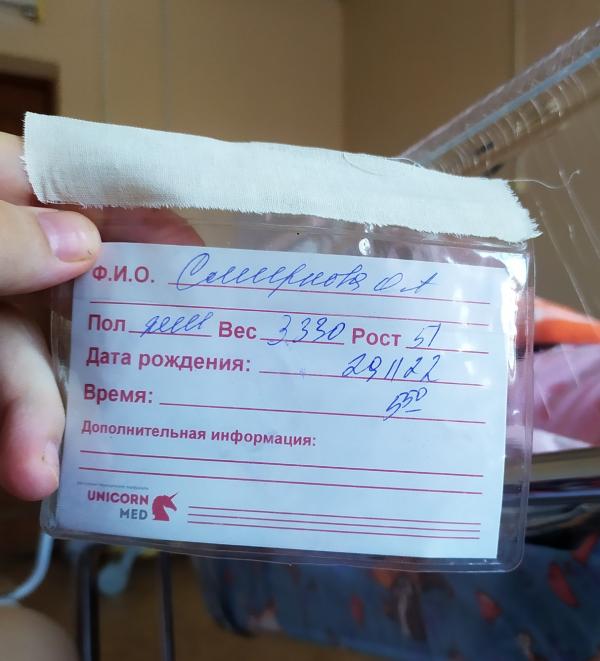 Ф.И.О. Смирнова О А
Пол жен Вес 3330 Рост 51
Дата рождения: 29 11 22
Время: 5 50
Дополнительная информация:
UNICORN
MED